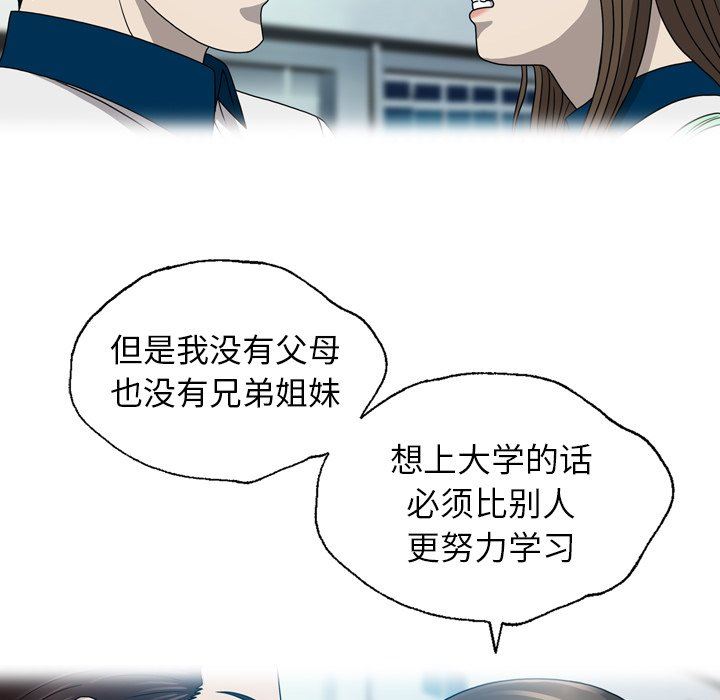 但是我没有父母
也没有兄弟姐妹
想上大学的话
必须比别人
更努力学习